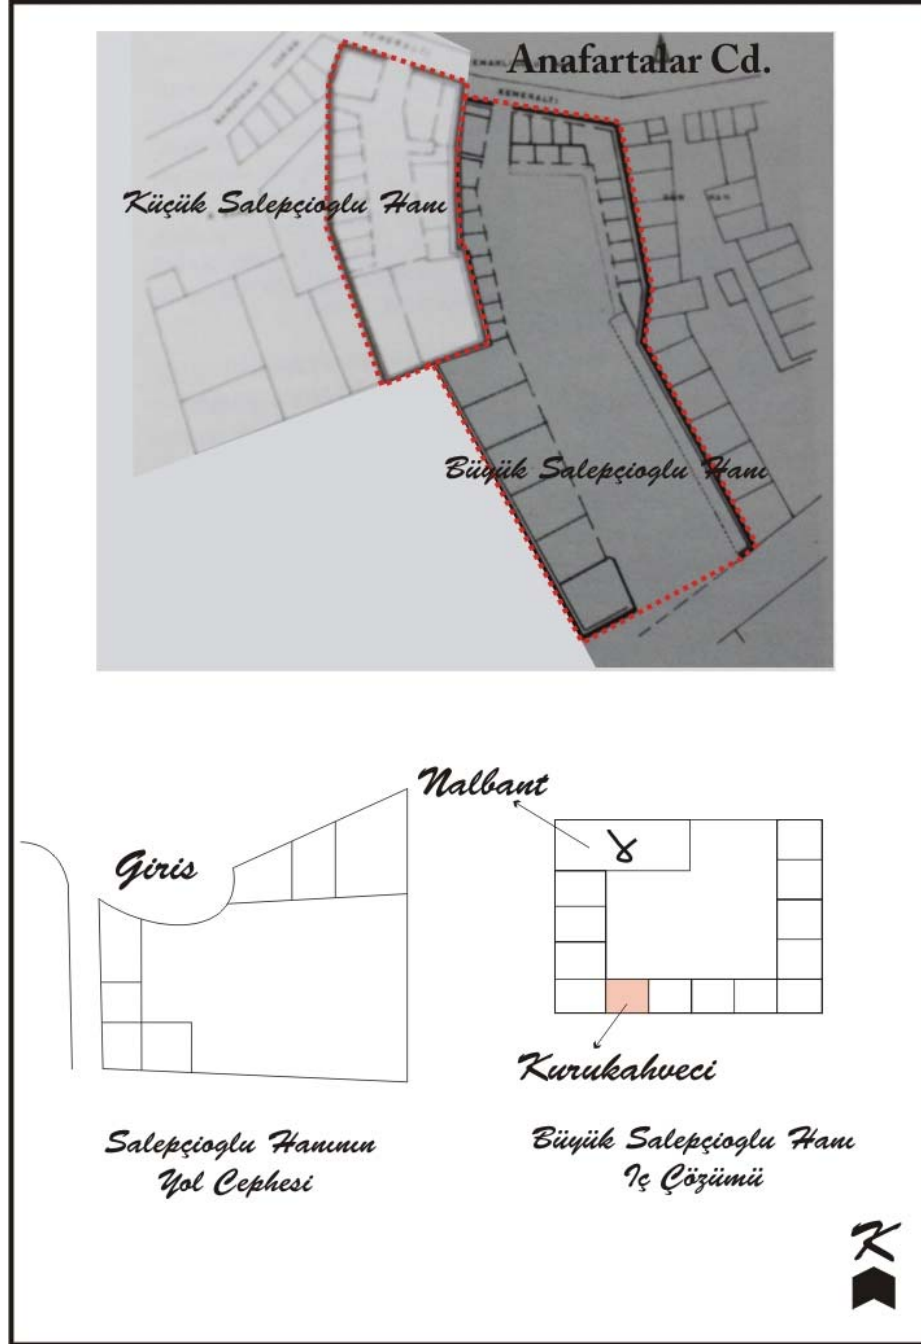 Anafartalar Cd.
KEMERALTI
Küçük Salepçioglu Hanı
Büyük Salepçioglu Hanı
Nalbant
Giris
Kurukahveci
Salepçioglu Hanının
Yol Cephesi
Büyük Salepçioglu Hanı
Iç Çözümü
K